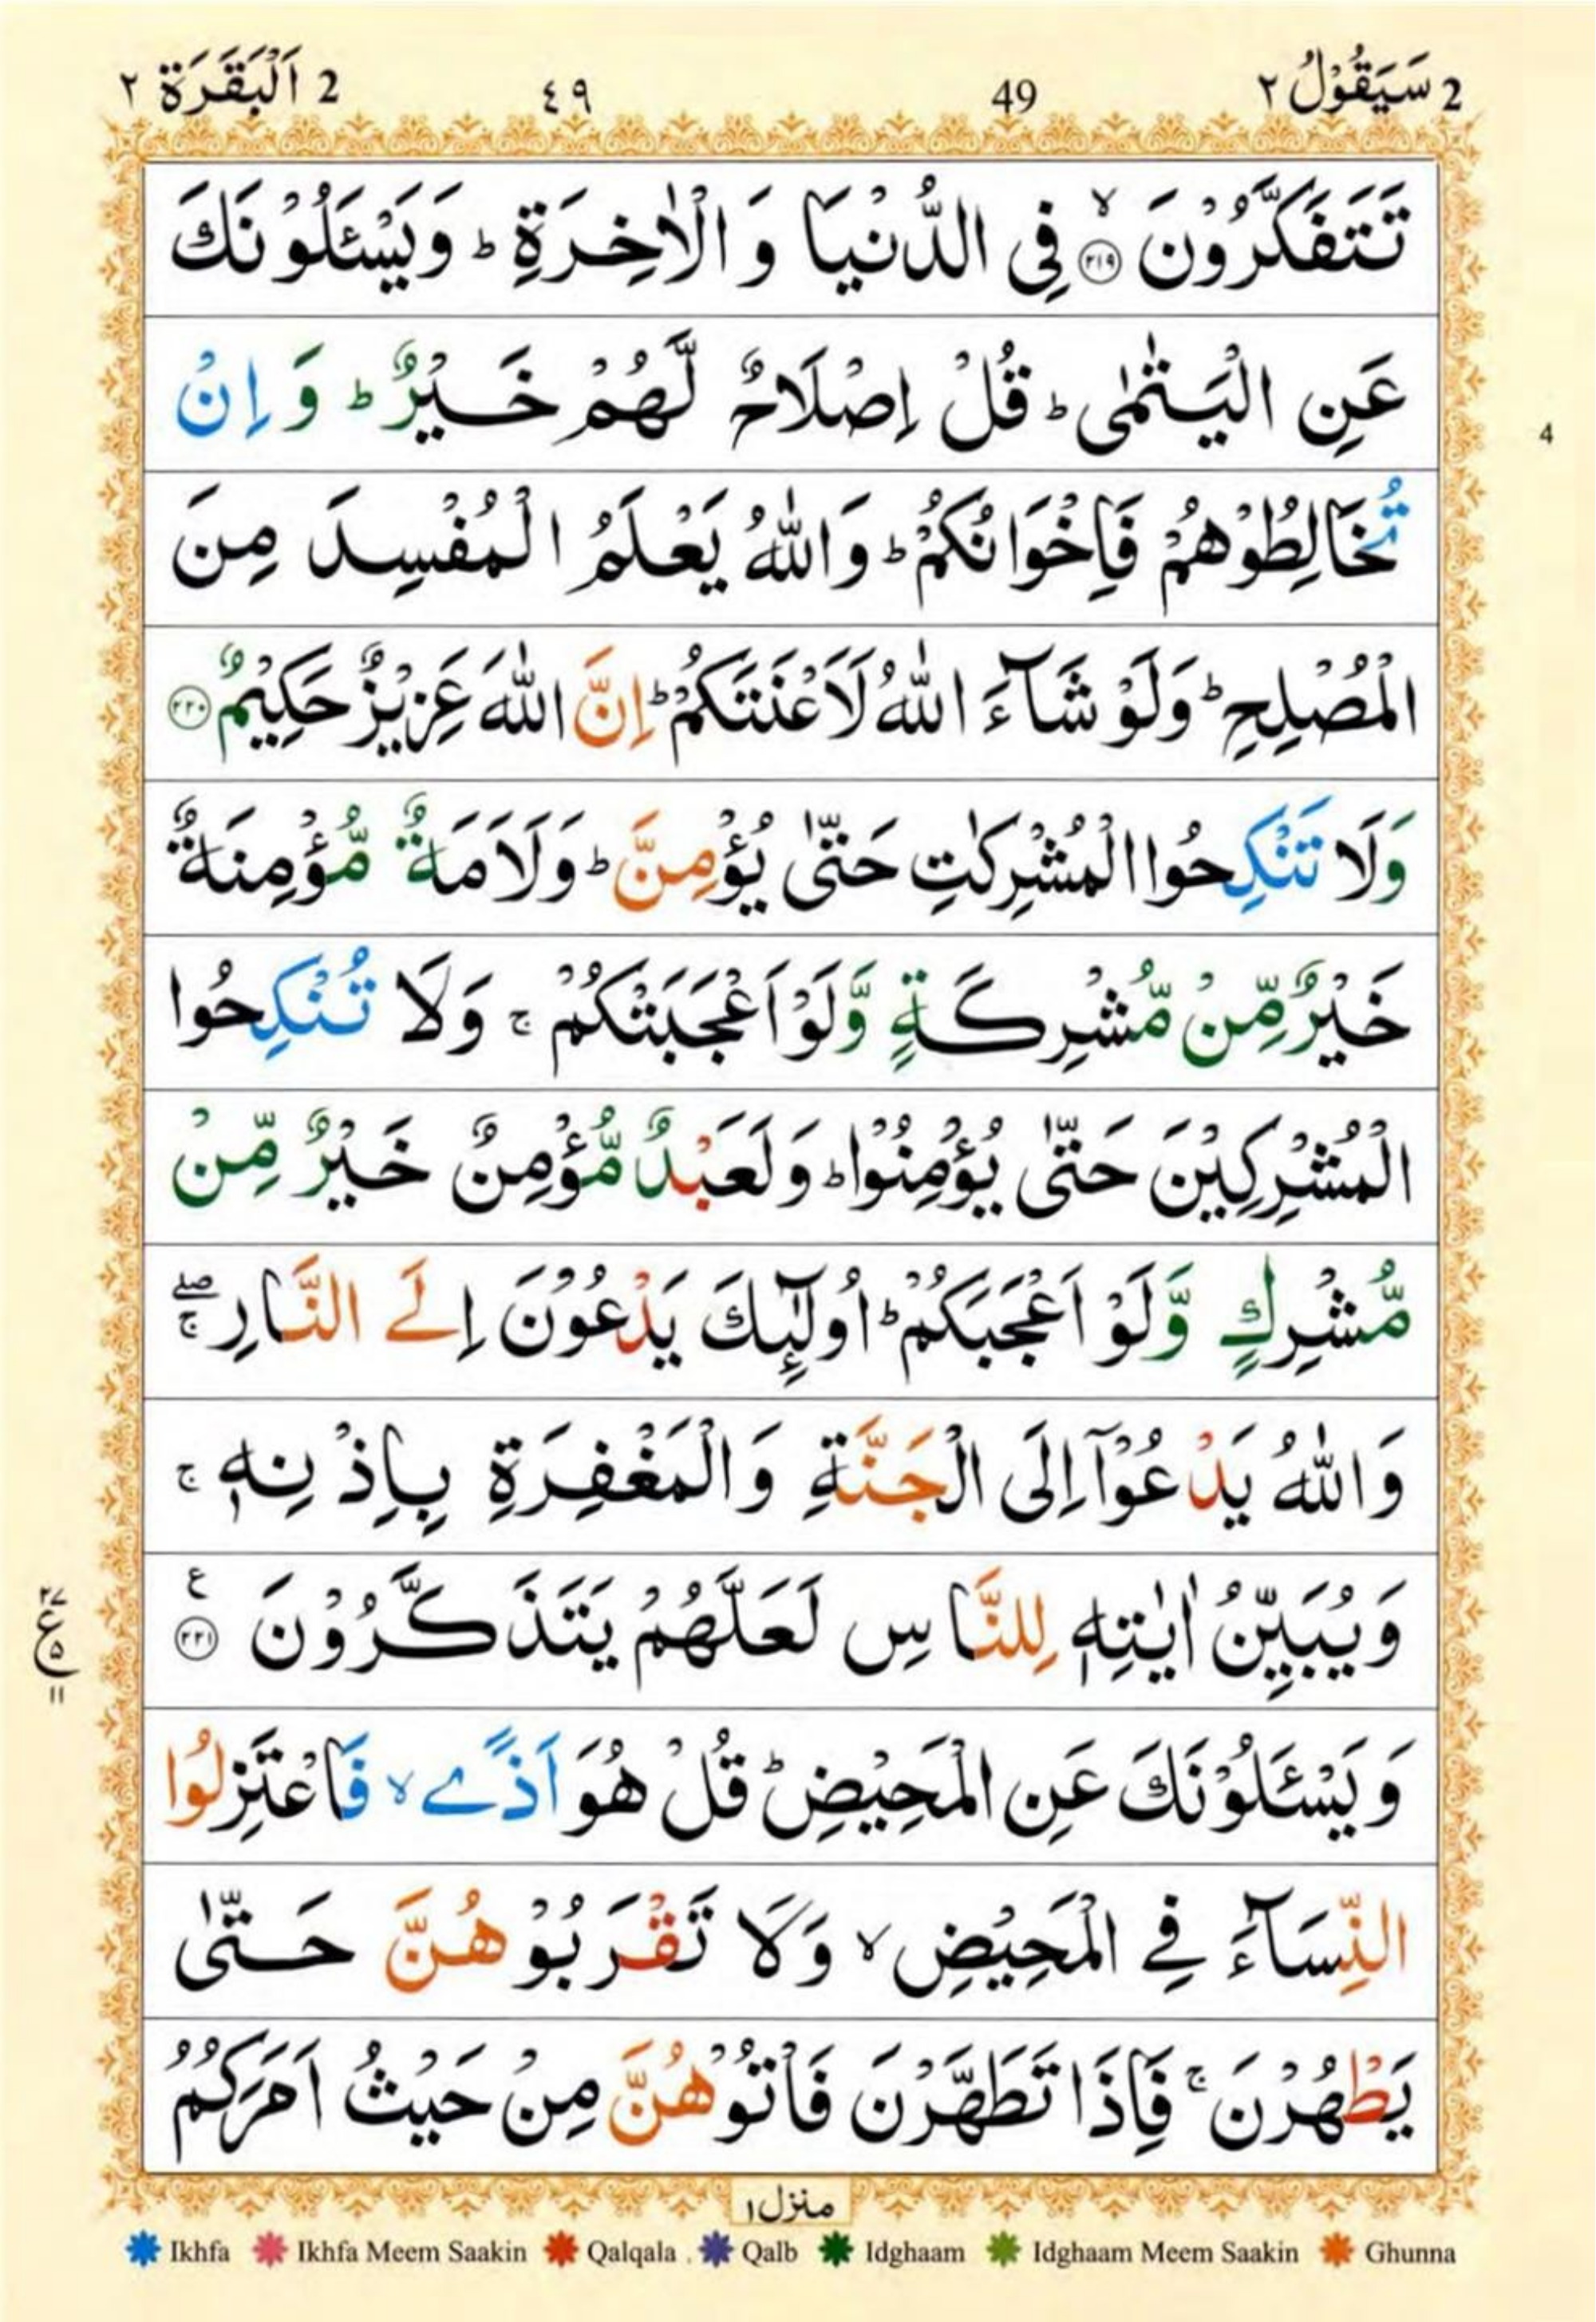 2 سَيَقُوْلُ ٢ 49 ٤٩ 2 اَلْبَقَرَة ٢
تَتَفَكَّرُوْنَ ۙ﴿٢١٩﴾ فِى الدُّنْيَا وَ الْاٰخِرَةِ ؕ وَيَسْئَلُوْنَكَ
عَنِ الْيَتٰمٰى ؕ قُلْ اِصْلَاحٌ لَّهُمْ خَيْرٌ ؕ وَ اِنْ
4
تُخَالِطُوْهُمْ فَاِخْوَانُكُمْ ؕ وَاللّٰهُ يَعْلَمُ الْمُفْسِدَ مِنَ
الْمُصْلِحِ ؕ وَلَوْ شَآءَ اللّٰهُ لَاَعْنَتَكُمْ ؕ اِنَّ اللّٰهَ عَزِيْزٌ حَكِيْمٌ ﴿٢٢٠﴾
وَلَا تَنْكِحُوا الْمُشْرِكٰتِ حَتّٰى يُؤْمِنَّ ؕ وَلَاَمَةٌ مُّؤْمِنَةٌ
خَيْرٌ مِّنْ مُّشْرِكَةٍ وَّلَوْ اَعْجَبَتْكُمْ ۚ وَلَا تُنْكِحُوا
الْمُشْرِكِيْنَ حَتّٰى يُؤْمِنُوْا ؕ وَلَعَبْدٌ مُّؤْمِنٌ خَيْرٌ مِّنْ
مُّشْرِكٍ وَّلَوْ اَعْجَبَكُمْ ؕ اُولٰٓئِكَ يَدْعُوْنَ اِلَے النَّارِ ۖۚ
وَاللّٰهُ يَدْعُوْٓا اِلَى الْجَنَّةِ وَالْمَغْفِرَةِ بِاِذْنِهٖ ۚ
وَيُبَيِّنُ اٰيٰتِهٖ لِلنَّاسِ لَعَلَّهُمْ يَتَذَكَّرُوْنَ ﴿٢٢١﴾ ع
٢٧ ع ٥ ١١
وَيَسْئَلُوْنَكَ عَنِ الْمَحِيْضِ ؕ قُلْ هُوَ اَذًے ۙ فَاعْتَزِلُوا
النِّسَآءَ فِے الْمَحِيْضِ ۙ وَلَا تَقْرَبُوْهُنَّ حَتّٰى
يَطْهُرْنَ ۚ فَاِذَا تَطَهَّرْنَ فَاْتُوْهُنَّ مِنْ حَيْثُ اَمَرَكُمُ
منزل ١
Ikhfa Ikhfa Meem Saakin Qalqala Qalb Idghaam Idghaam Meem Saakin Ghunna